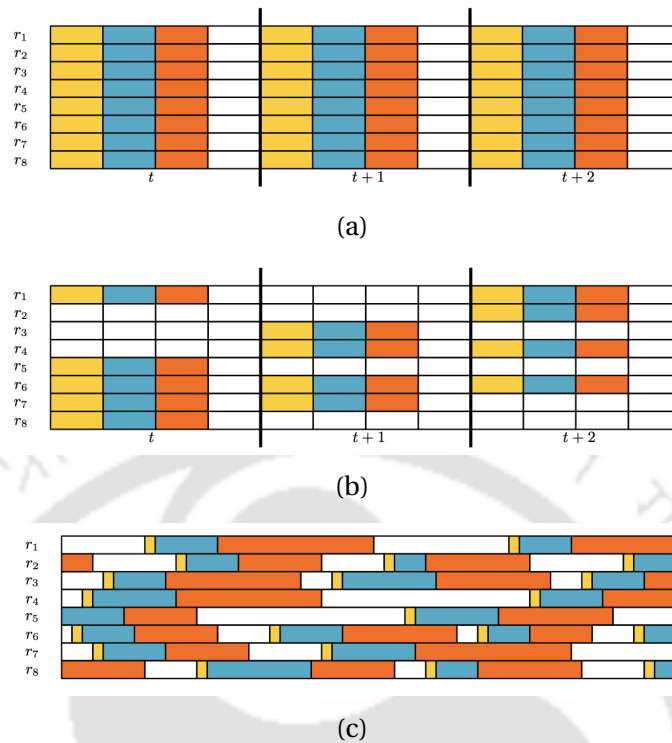 r₁
r₂
r₃
r₄
r₅
r₆
r₇
r₈
t t + 1 t + 2
(a)
r₁
r₂
r₃
r₄
r₅
r₆
r₇
r₈
t t + 1 t + 2
(b)
r₁
r₂
r₃
r₄
r₅
r₆
r₇
r₈
(c)